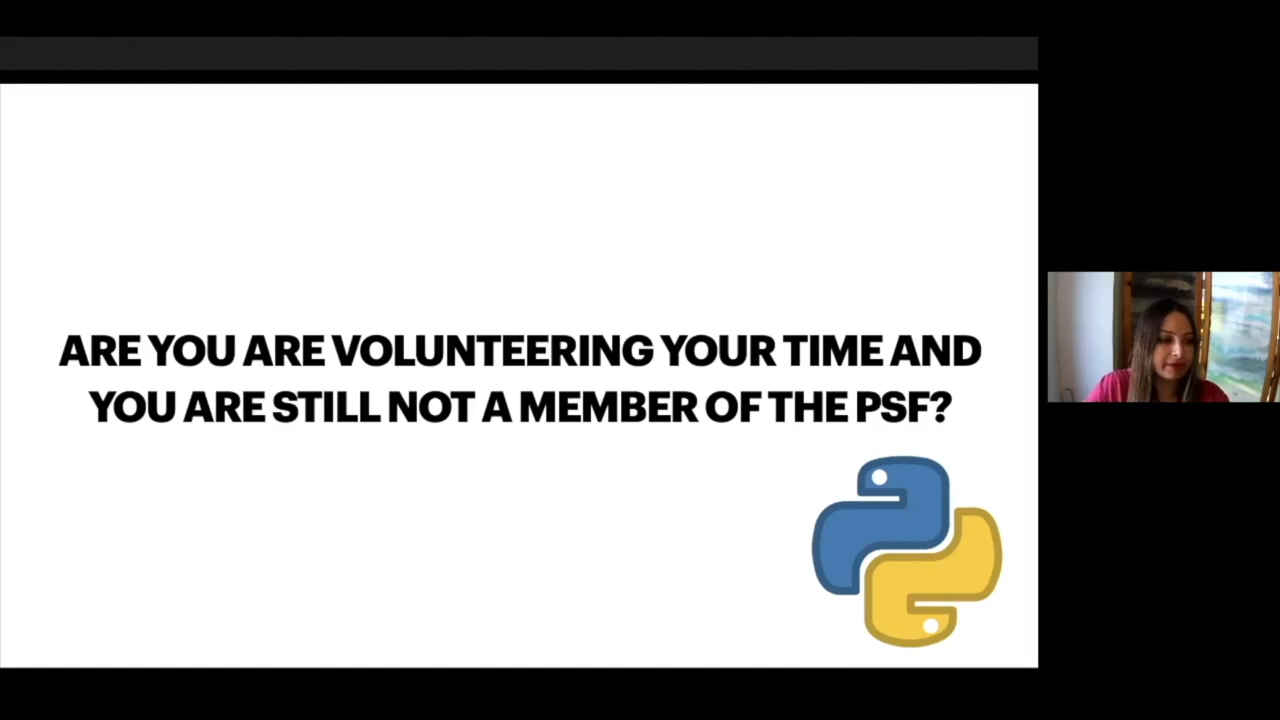 ARE YOU ARE VOLUNTEERING YOUR TIME AND
YOU ARE STILL NOT A MEMBER OF THE PSF?